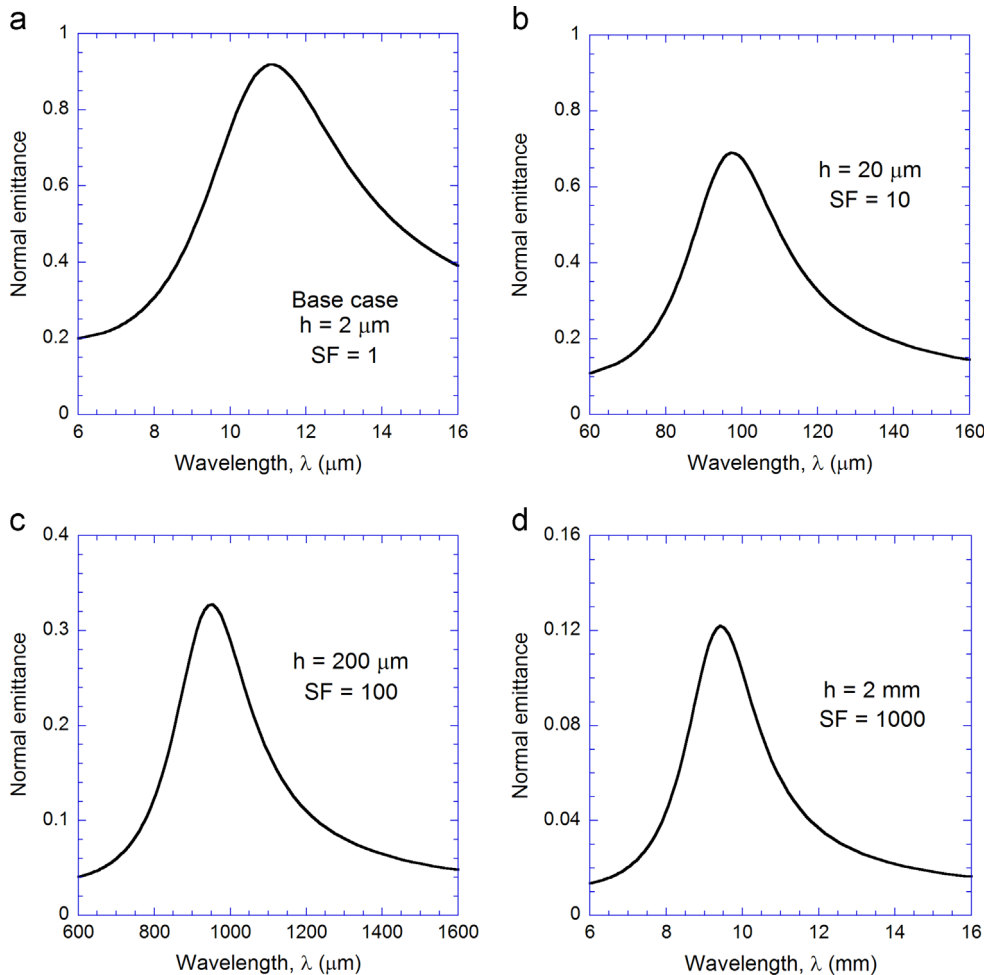 a
1
0.8
0.6
0.4
0.2
0
Normal emittance
Base case
h = 2 μm
SF = 1
6 8 10 12 14 16
Wavelength, λ (μm)
b
1
0.8
0.6
0.4
0.2
0
Normal emittance
h = 20 μm
SF = 10
60 80 100 120 140 160
Wavelength, λ (μm)
c
0.4
0.3
0.2
0.1
0
Normal emittance
h = 200 μm
SF = 100
600 800 1000 1200 1400 1600
Wavelength, λ (μm)
d
0.16
0.12
0.08
0.04
0
Normal emittance
h = 2 mm
SF = 1000
6 8 10 12 14 16
Wavelength, λ (mm)